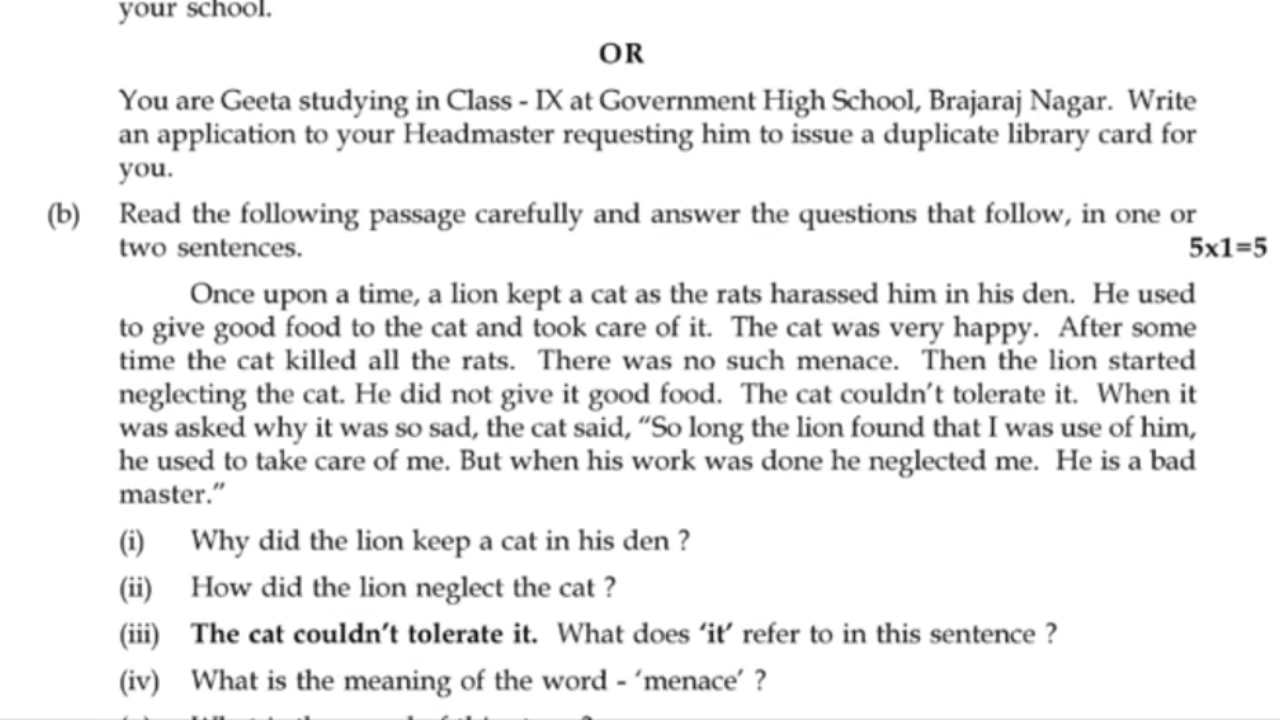 your school.
OR
You are Geeta studying in Class - IX at Government High School, Brajaraj Nagar. Write
an application to your Headmaster requesting him to issue a duplicate library card for
you.
(b) Read the following passage carefully and answer the questions that follow, in one or
two sentences. 5x1=5
Once upon a time, a lion kept a cat as the rats harassed him in his den. He used
to give good food to the cat and took care of it. The cat was very happy. After some
time the cat killed all the rats. There was no such menace. Then the lion started
neglecting the cat. He did not give it good food. The cat couldn't tolerate it. When it
was asked why it was so sad, the cat said, "So long the lion found that I was use of him,
he used to take care of me. But when his work was done he neglected me. He is a bad
master."
(i) Why did the lion keep a cat in his den ?
(ii) How did the lion neglect the cat ?
(iii) The cat couldn't tolerate it. What does 'it' refer to in this sentence ?
(iv) What is the meaning of the word - 'menace' ?